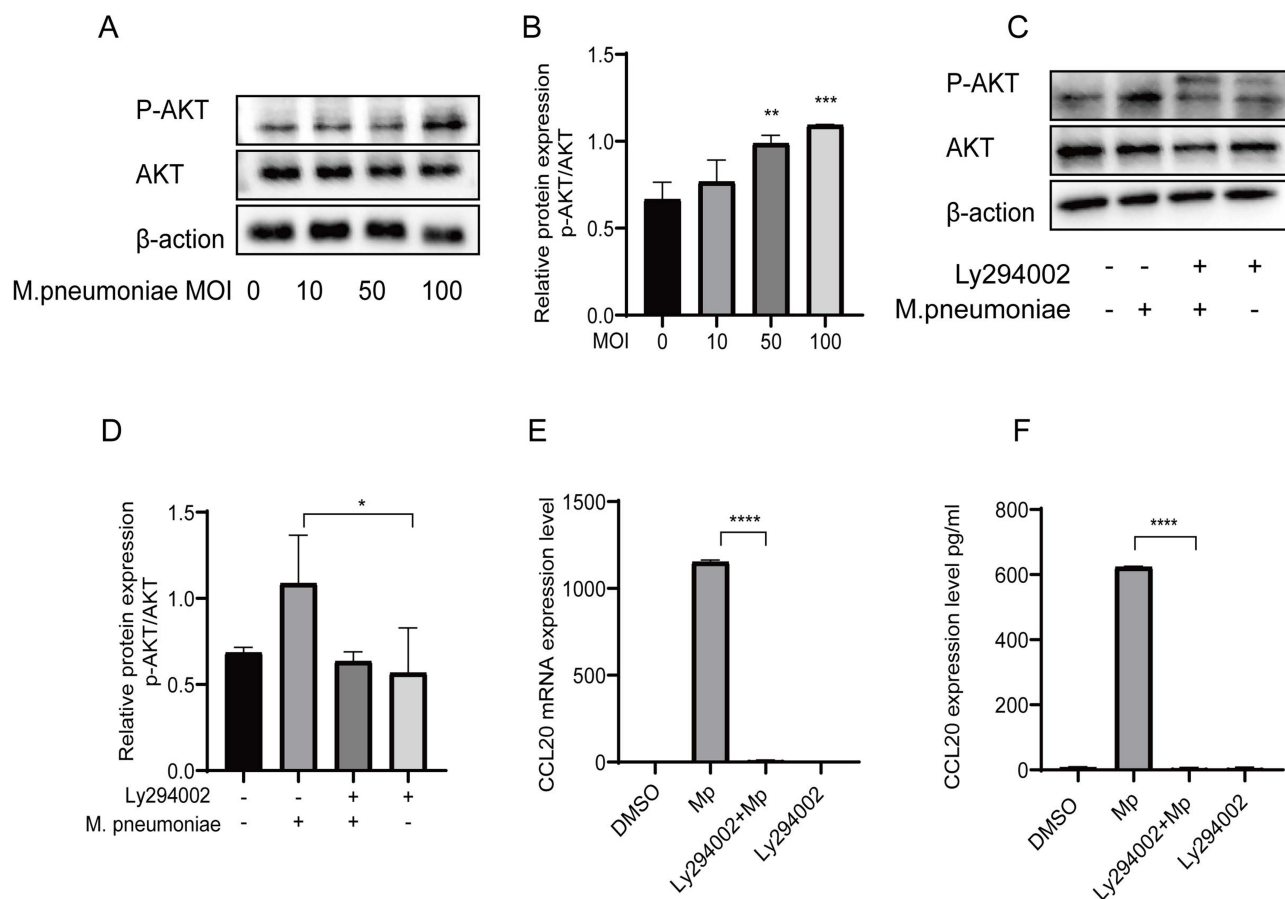 A
P-AKT
AKT
β-action
M.pneumoniae MOI 0 10 50 100
B
Relative protein expression
p-AKT/AKT
1.5
1.0
0.5
0.0
** ***
MOI 0 10 50 100
C
P-AKT
AKT
β-action
Ly294002 - - + +
M.pneumoniae - + + -
D
Relative protein expression
p-AKT/AKT
1.5
1.0
0.5
0.0
*
Ly294002 - - + +
M. pneumoniae - + + -
E
CCL20 mRNA expression level
1500
1000
500
0
****
DMSO
Mp
Ly294002+Mp
Ly294002
F
CCL20 expression level pg/ml
800
600
400
200
0
****
DMSO
Mp
Ly294002+Mp
Ly294002